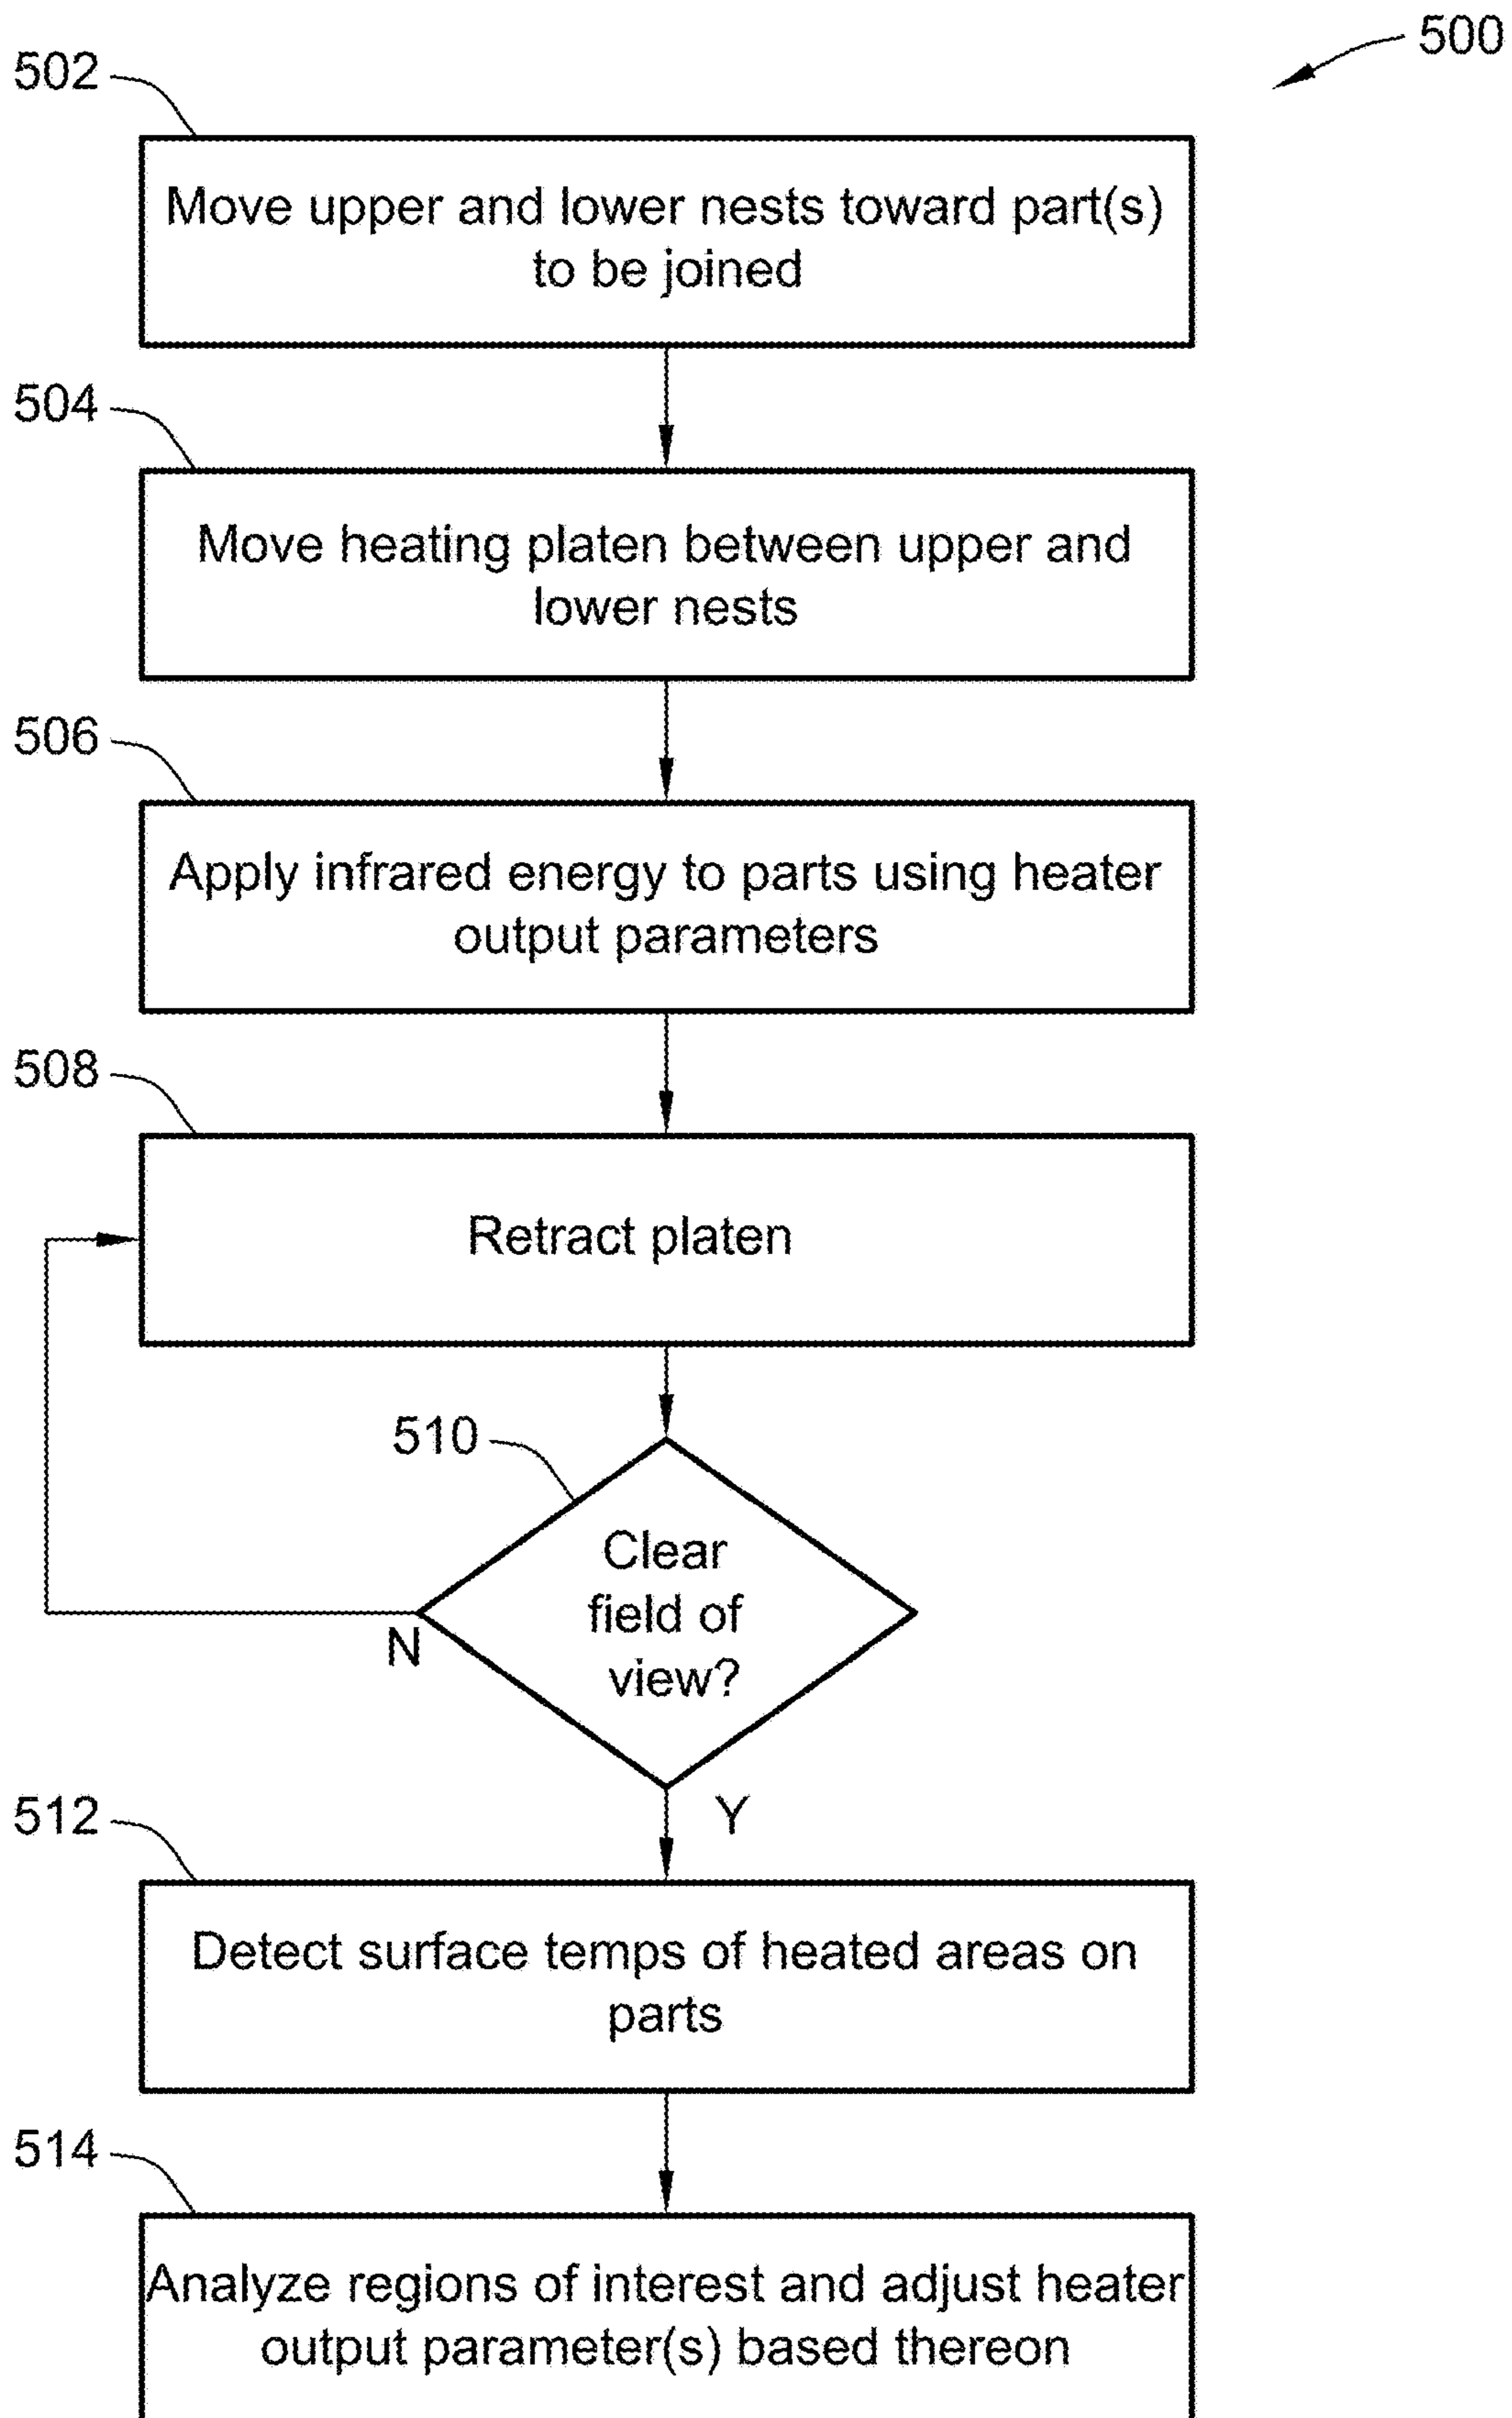 500
502
Move upper and lower nests toward part(s)
to be joined
504
Move heating platen between upper and
lower nests
506
Apply infrared energy to parts using heater
output parameters
508
Retract platen
510
Clear
field of
view?
N
Y
512
Detect surface temps of heated areas on
parts
514
Analyze regions of interest and adjust heater
output parameter(s) based thereon